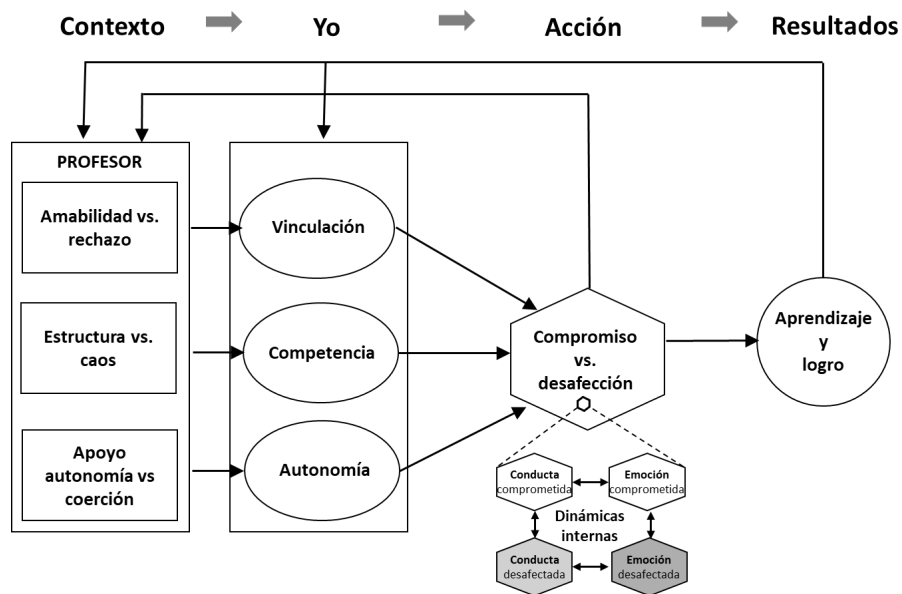 Contexto
Yo
Acción
Resultados
PROFESOR
Amabilidad vs.
rechazo
Estructura vs.
caos
Apoyo
autonomía vs
coerción
Vinculación
Competencia
Autonomía
Compromiso
vs.
desafección
Aprendizaje
y
logro
Conducta
comprometida
Emoción
comprometida
Dinámicas
internas
Conducta
desafectada
Emoción
desafectada